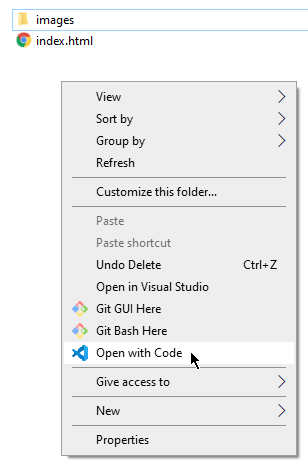 images
index.html
View
Sort by
Group by
Refresh
Customize this folder...
Paste
Paste shortcut
Undo Delete Ctrl+Z
Open in Visual Studio
Git GUI Here
Git Bash Here
Open with Code
Give access to
New
Properties